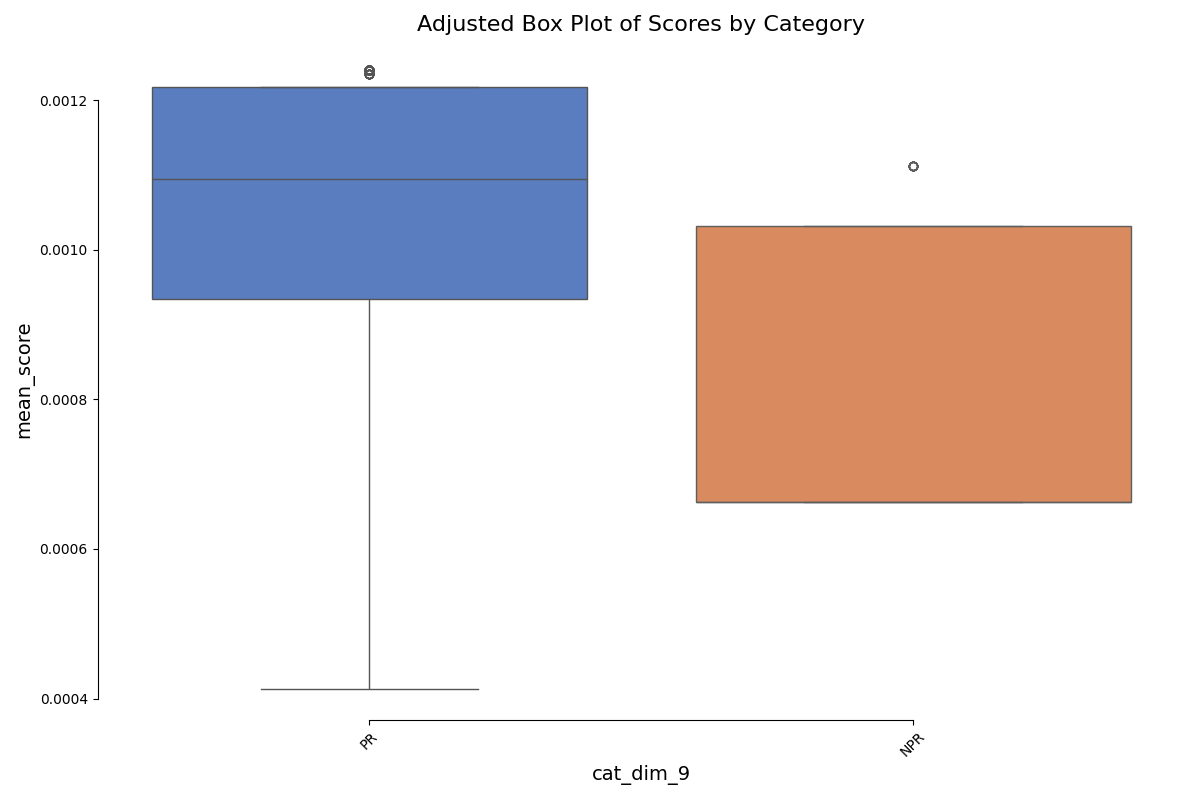 Adjusted Box Plot of Scores by Category
mean_score
0.0012
0.0010
0.0008
0.0006
0.0004
PR
NPR
cat_dim_9